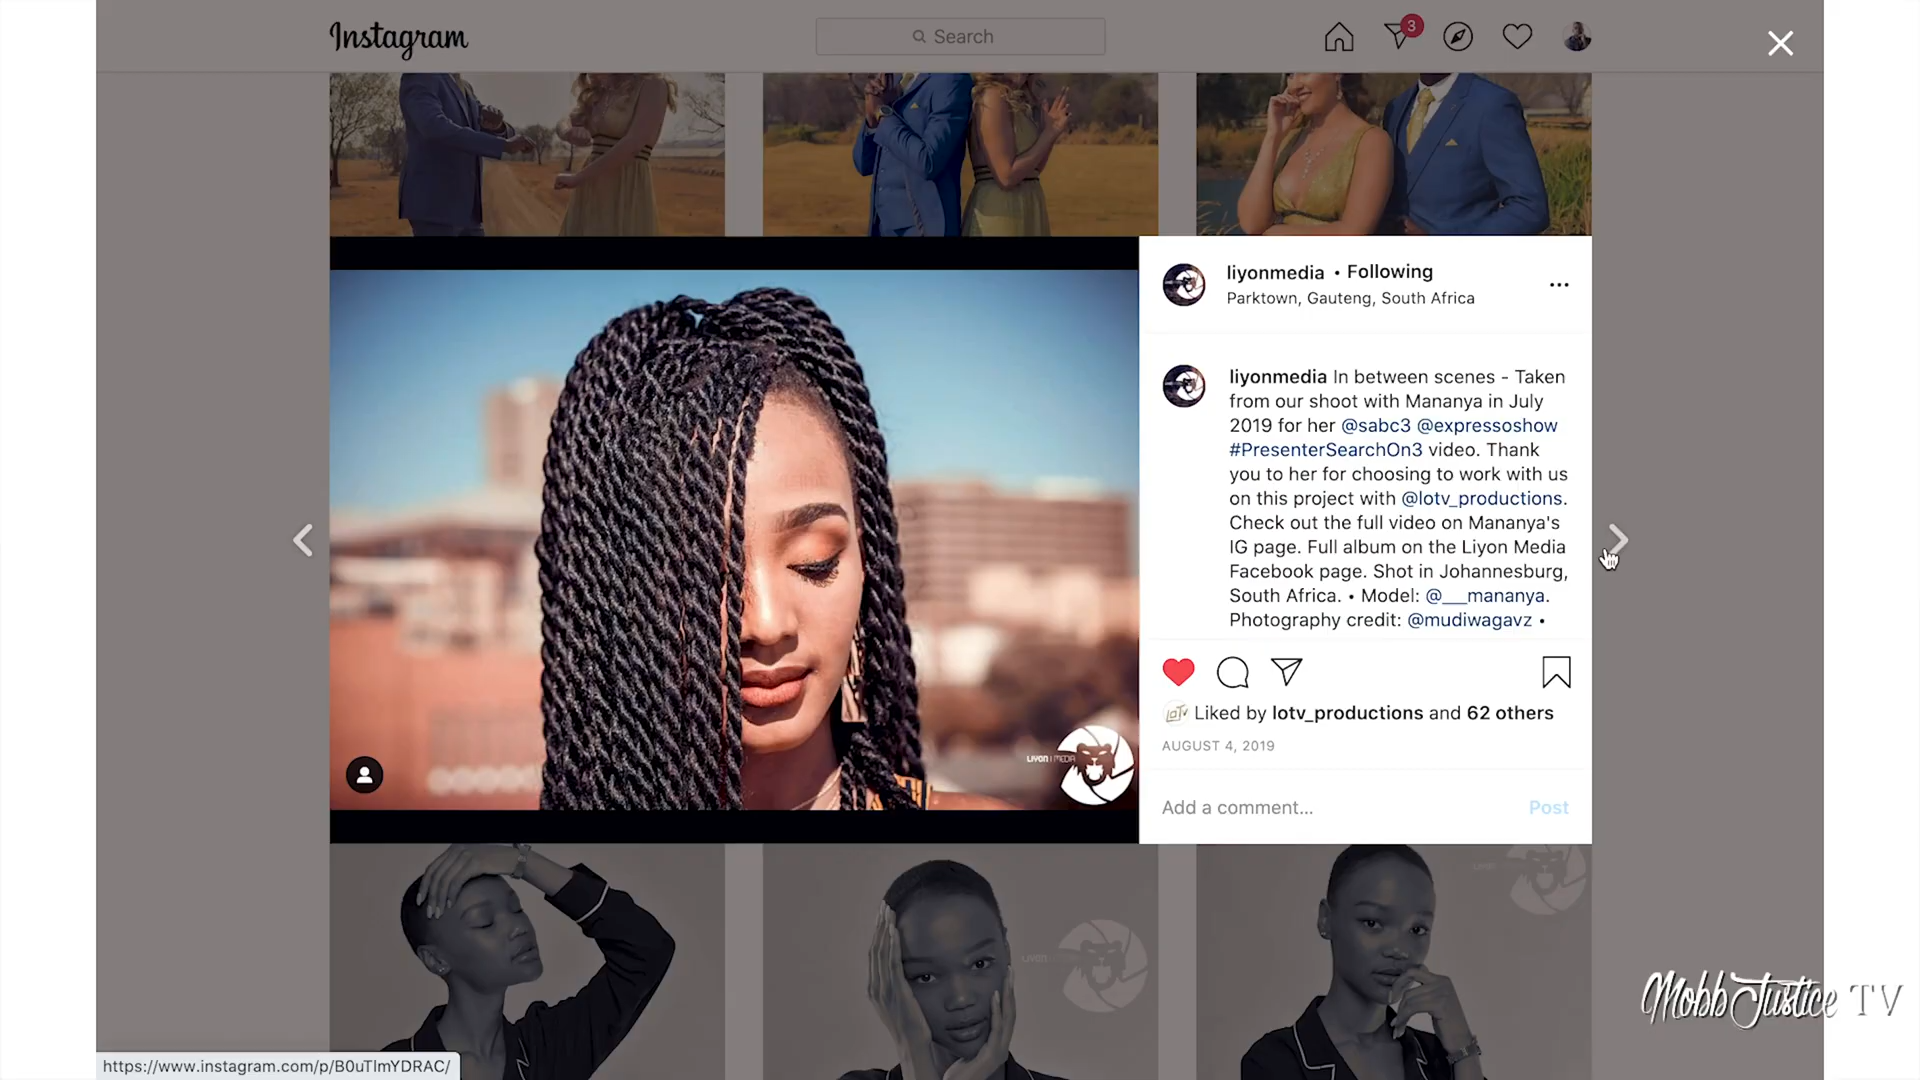 Instagram
Search
3
liyonmedia • Following
Parktown, Gauteng, South Africa
liyonmedia In between scenes - Taken
from our shoot with Mananya in July
2019 for her @sabc3 @expressoshow
#PresenterSearchOn3 video. Thank
you to her for choosing to work with us
on this project with @lotv_productions.
Check out the full video on Mananya's
IG page. Full album on the Liyon Media
Facebook page. Shot in Johannesburg,
South Africa. • Model: @___mananya.
Photography credit: @mudiwagavz •
LIYON | MEDIA
LOTV Liked by lotv_productions and 62 others
AUGUST 4, 2019
Add a comment... Post
MobbJustice TV
https://www.instagram.com/p/B0uTlmYDRAC/